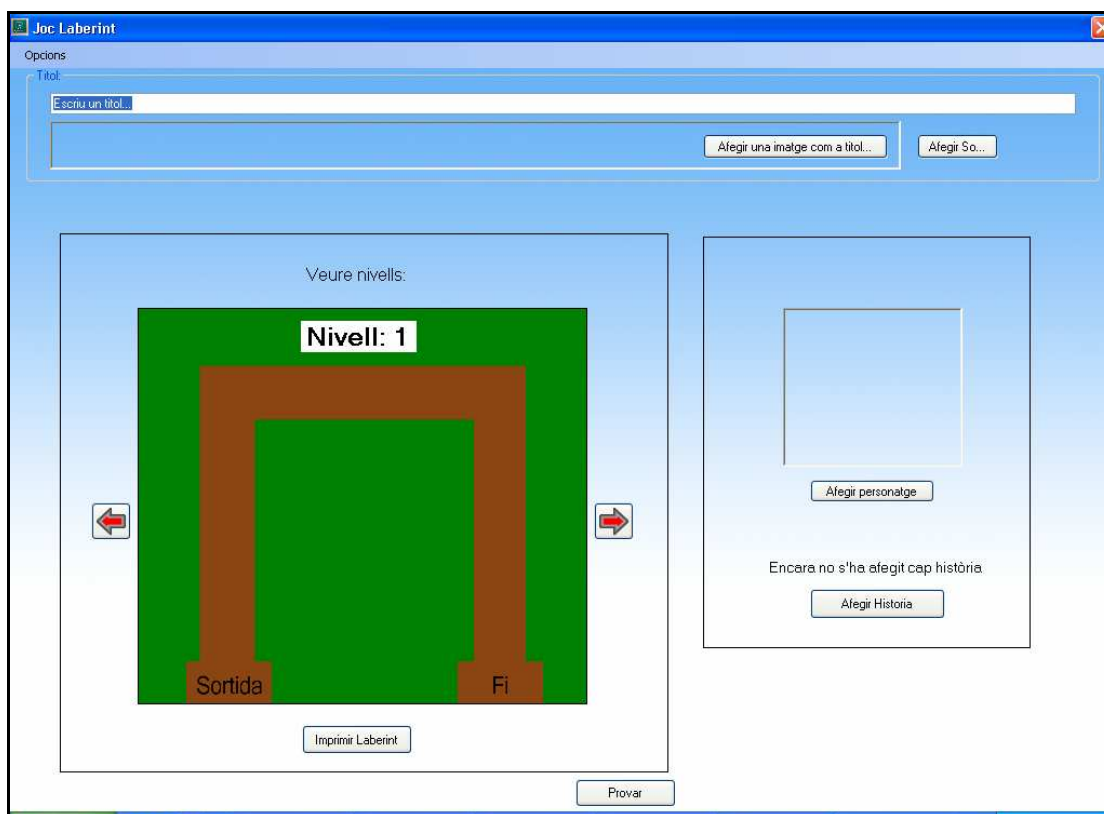 Joc Laberint
Opcions
Titol:
Escriu un titol...
Afegir una imatge com a titol...
Afegir So...
Veure nivells:
Nivell: 1
Sortida
Fi
Imprimir Laberint
Afegir personatge
Encara no s'ha afegit cap història
Afegir Historia
Provar